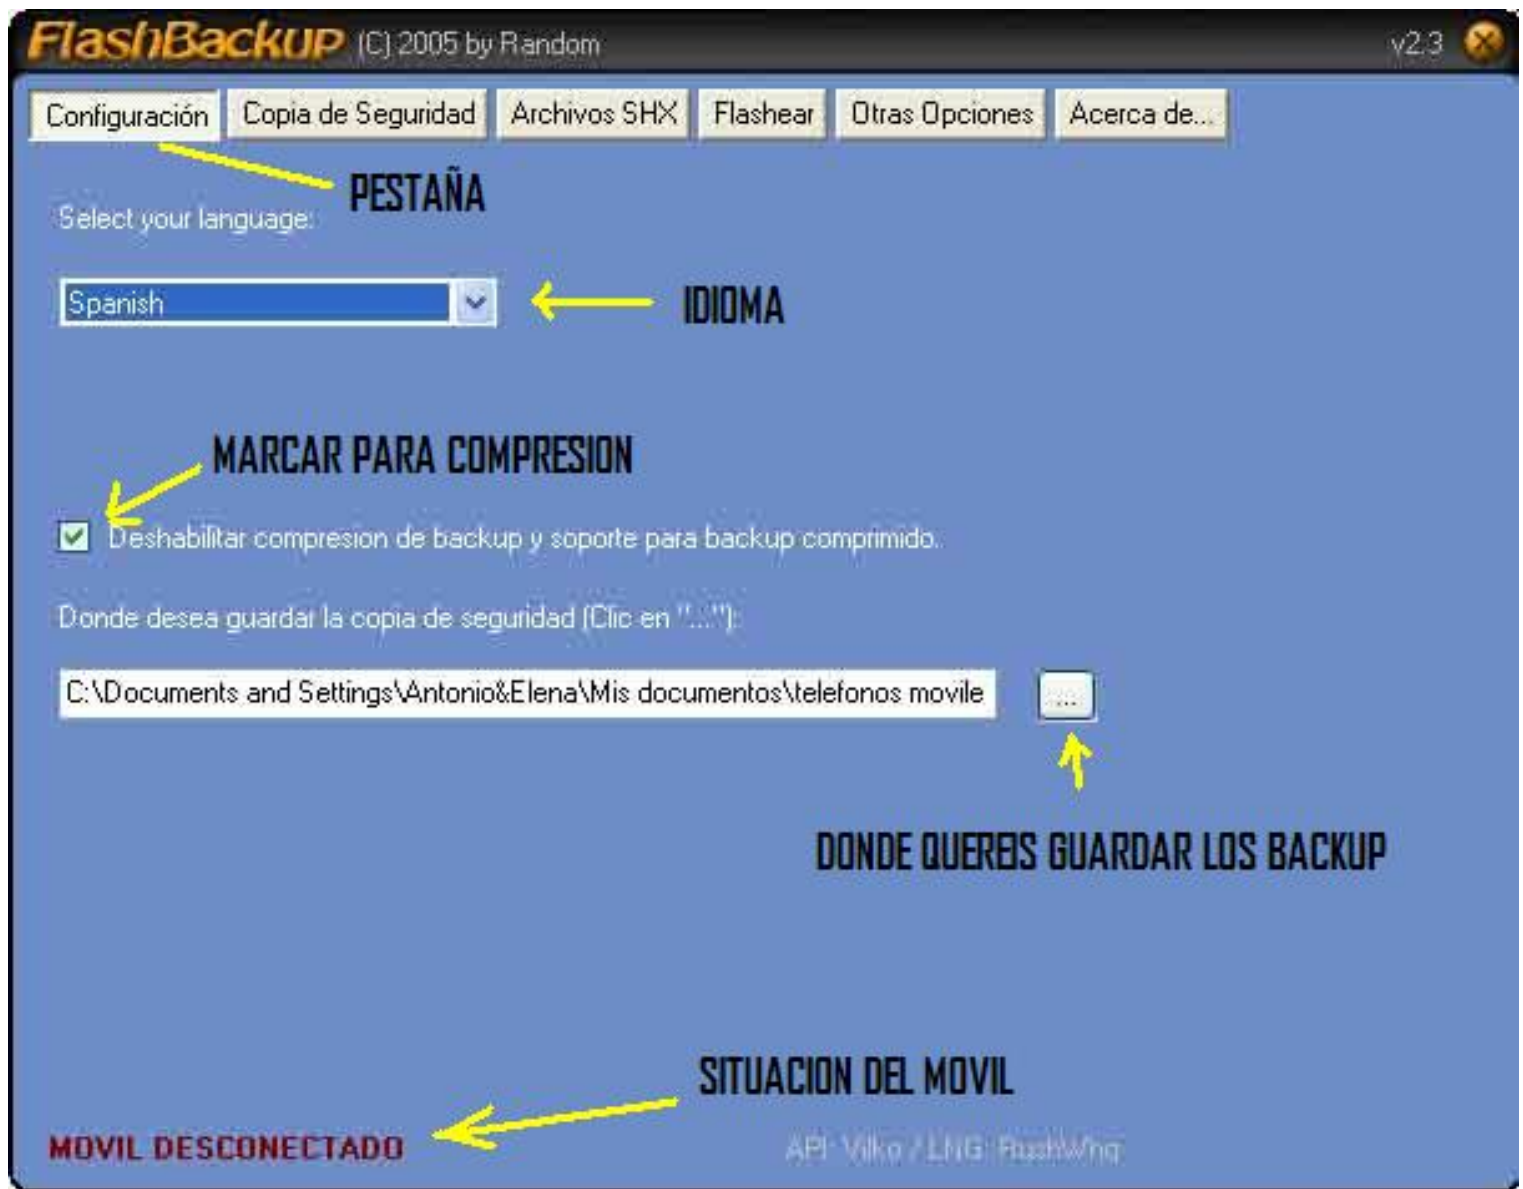 FlashBackup (C) 2005 by Random v2.3
Configuración Copia de Seguridad Archivos SHX Flashear Otras Opciones Acerca de...
PESTAÑA
Select your language:
Spanish
IDIOMA
MARCAR PARA COMPRESION
Deshabilitar compresion de backup y soporte para backup comprimido.
Donde desea guardar la copia de seguridad (Clic en "..."):
C:\Documents and Settings\Antonio&Elena\Mis documentos\telefonos movile
...
DONDE QUEREIS GUARDAR LOS BACKUP
SITUACION DEL MOVIL
MOVIL DESCONECTADO
API: Vilko / LNG: